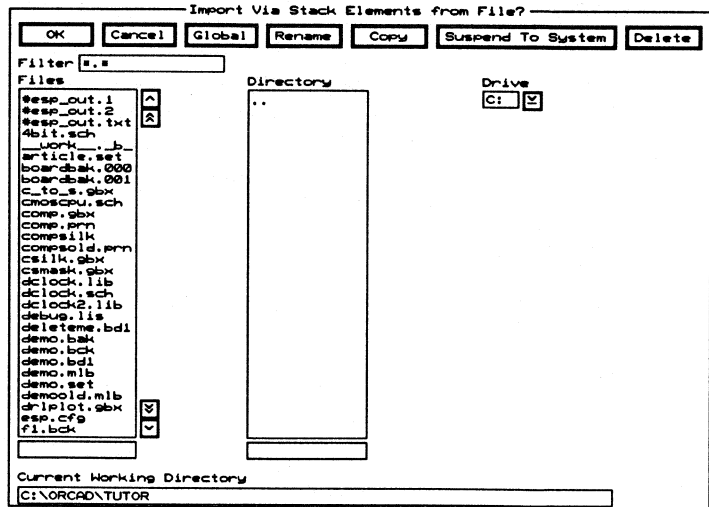 Import Via Stack Elements from File?
OK Cancel Global Rename Copy Suspend To System Delete
Filter *.*
Files
Directory
Drive
#esp_out.1
#esp_out.2
#esp_out.txt
4bit.sch
__work__._b_
article.set
boardbak.000
boardbak.001
c_to_s.gbx
cmoscpu.sch
comp.gbx
comp.prn
compsilk
compsold.prn
csilk.gbx
csmask.gbx
dclock.lib
dclock.sch
dclock2.lib
debug.lis
deleteme.bd1
demo.bak
demo.bck
demo.bd1
demo.mlb
demo.set
demoold.mlb
drlplot.gbx
esp.cfg
f1.bck
..
C:
Current Working Directory
C:\ORCAD\TUTOR